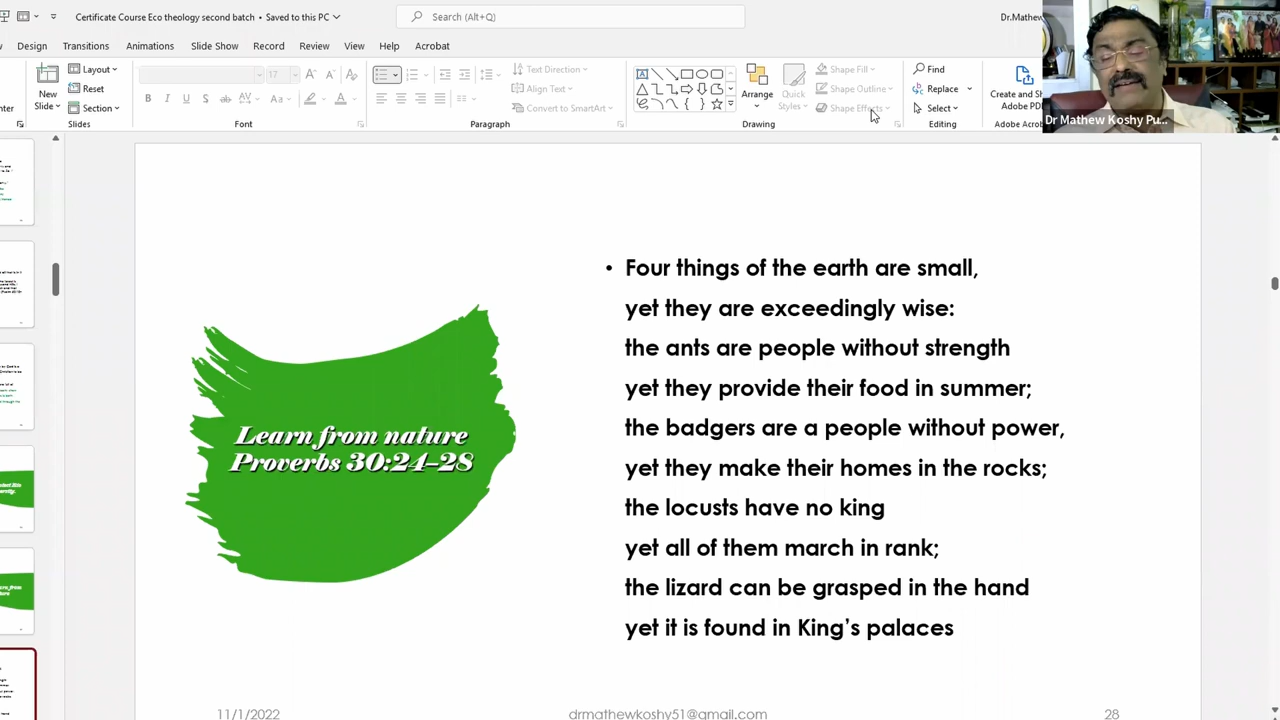 Certificate Course Eco theology second batch • Saved to this PC
Search (Alt+Q)
Dr.Mathew
Design Transitions Animations Slide Show Record Review View Help Acrobat
New Slide
Layout
Reset
Section
Slides
17
Font
Text Direction
Align Text
Convert to SmartArt
Paragraph
Arrange
Quick Styles
Shape Fill
Shape Outline
Shape Effects
Drawing
Find
Replace
Select
Editing
Create and Sh
Adobe PD
Adobe Acro
Dr Mathew Koshy Pu...
Learn from nature
Proverbs 30:24–28
• Four things of the earth are small,
yet they are exceedingly wise:
the ants are people without strength
yet they provide their food in summer;
the badgers are a people without power,
yet they make their homes in the rocks;
the locusts have no king
yet all of them march in rank;
the lizard can be grasped in the hand
yet it is found in King’s palaces
11/1/2022
drmathewkoshy51@gmail.com
28